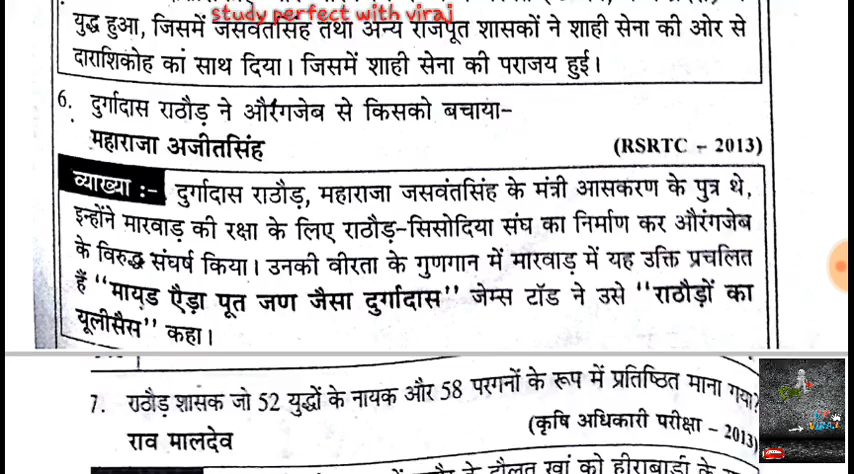 study perfect with viraj
युद्ध हुआ, जिसमें जसवंतसिंह तथा अन्य राजपूत शासकों ने शाही सेना की ओर से
दाराशिकोह का साथ दिया। जिसमें शाही सेना की पराजय हुई।
6. दुर्गादास राठौड़ ने औरंगजेब से किसको बचाया-
महाराजा अजीतसिंह (RSRTC - 2013)
व्याख्या :- दुर्गादास राठौड़, महाराजा जसवंतसिंह के मंत्री आसकरण के पुत्र थे,
इन्होंने मारवाड़ की रक्षा के लिए राठौड़-सिसोदिया संघ का निर्माण कर औरंगजेब
के विरुद्ध संघर्ष किया। उनकी वीरता के गुणगान में मारवाड़ में यह उक्ति प्रचलित
हैं "मायड ऐड़ा पूत जण जैसा दुर्गादास" जेम्स टॉड ने उसे "राठौड़ों का
यूलीसैस" कहा।
7. राठौड़ शासक जो 52 युद्धों के नायक और 58 परगनों के रूप में प्रतिष्ठित माना गया?
(कृषि अधिकारी परीक्षा - 2013)
राव मालदेव
के दौलत खां को हीराबाड़ी के